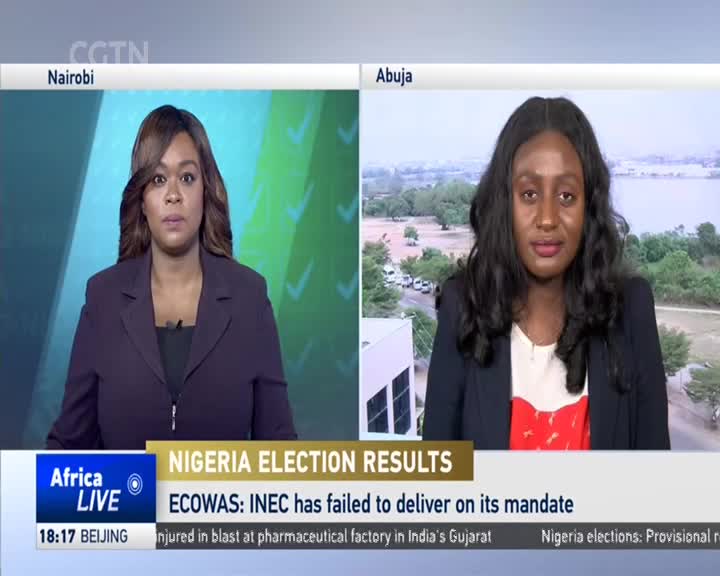 CGTN
Nairobi
Abuja
NIGERIA ELECTION RESULTS
Africa
LIVE
ECOWAS: INEC has failed to deliver on its mandate
18:17 BEIJING
injured in blast at pharmaceutical factory in India's Gujarat
Nigeria elections: Provisional